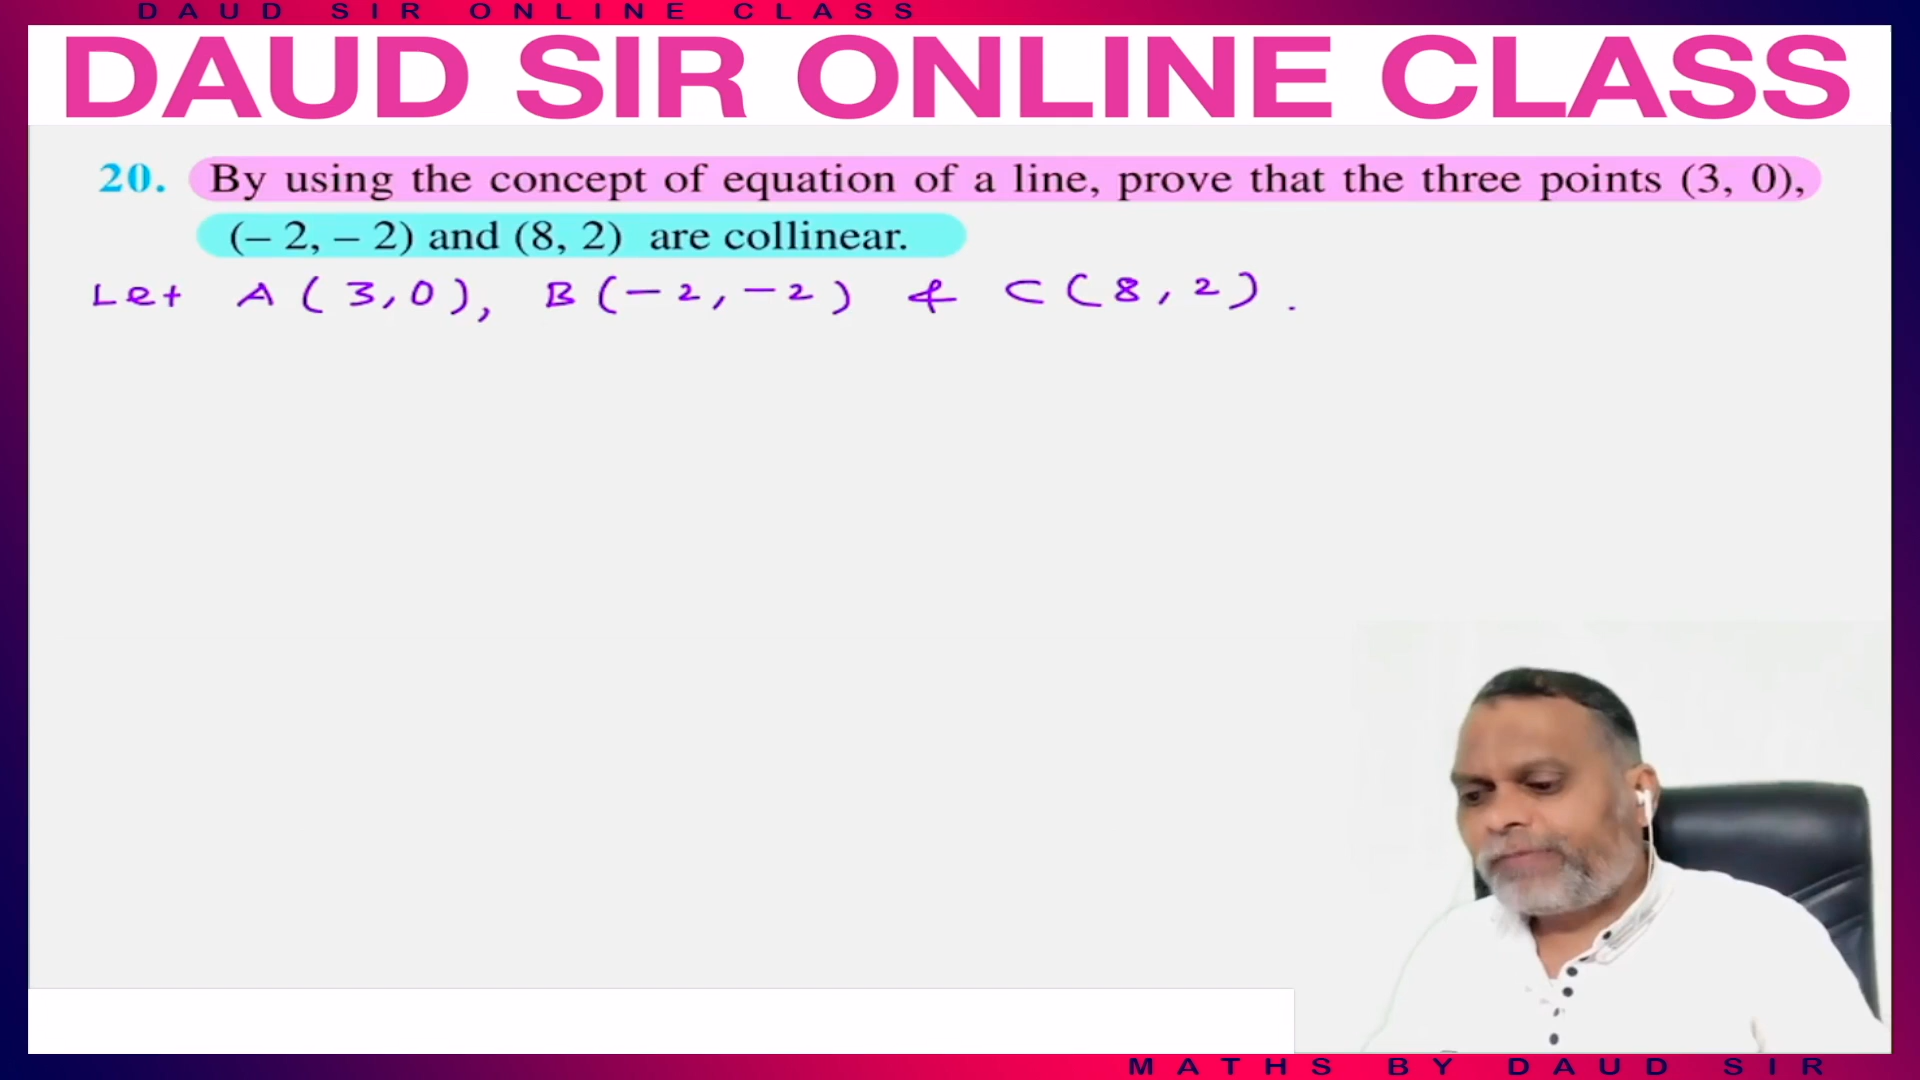 DAUD SIR ONLINE CLASS
DAUD SIR ONLINE CLASS
20. By using the concept of equation of a line, prove that the three points (3, 0),
(– 2, – 2) and (8, 2) are collinear.
Let A (3,0), B (-2,-2) & C(8,2).
MATHS BY DAUD SIR